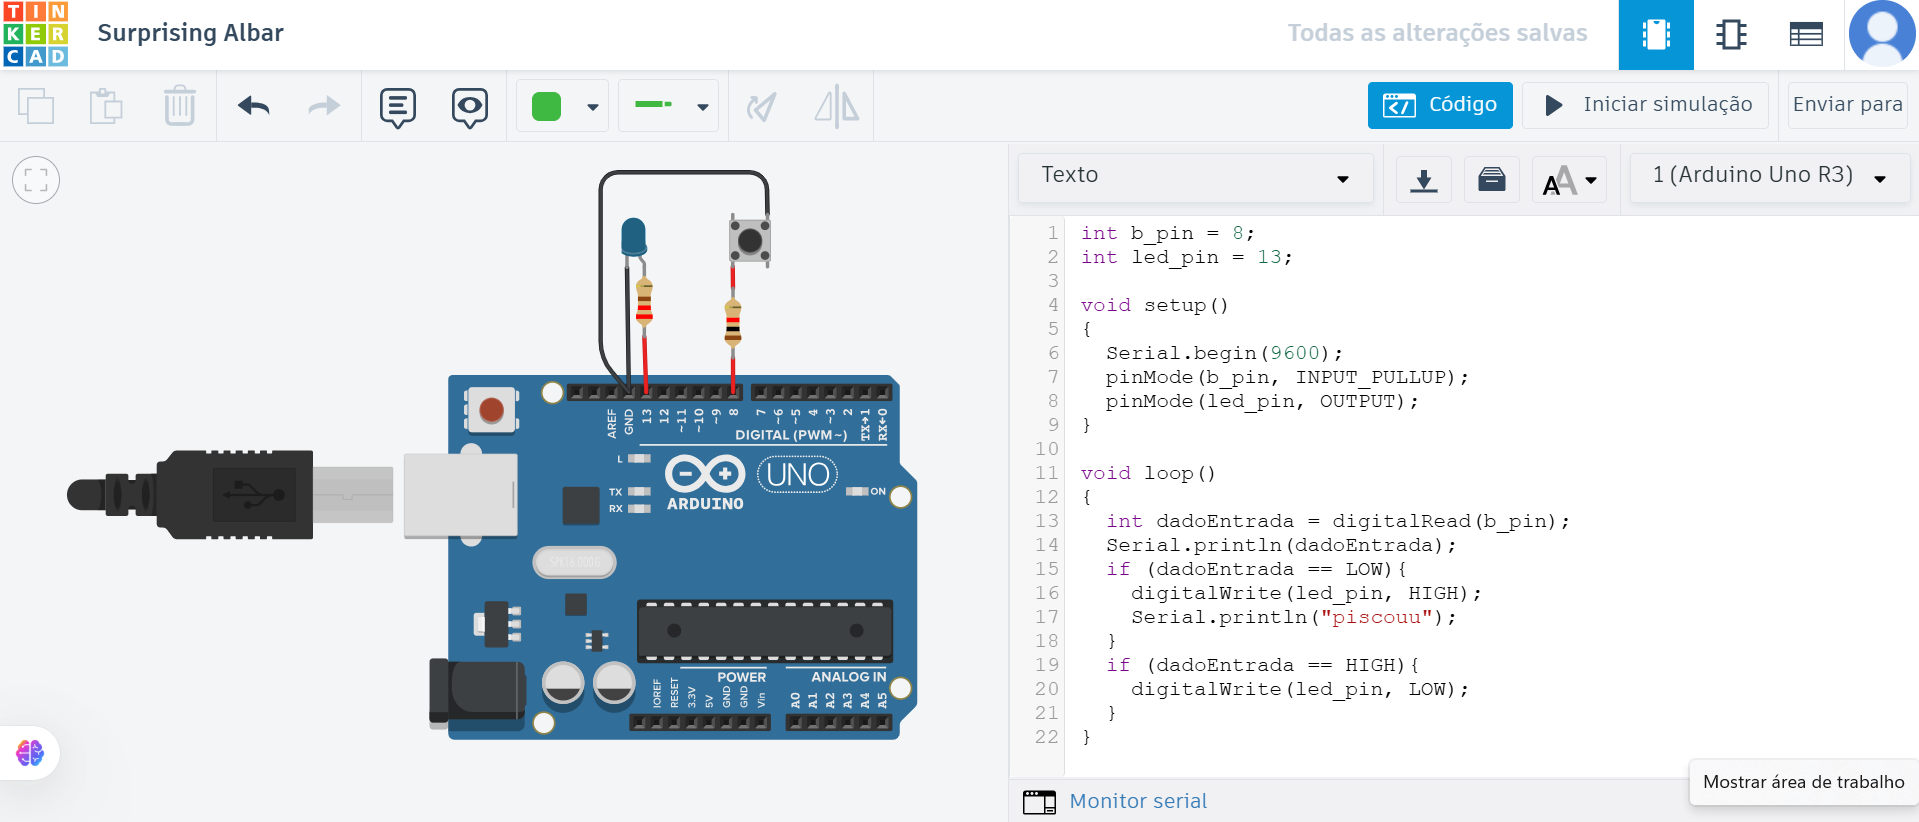 TIN
KER
CAD
Surprising Albar
Todas as alterações salvas
Código
Iniciar simulação
Enviar para
Texto
1 (Arduino Uno R3)
AREF
GND
13
12
~11
~10
~9
8
7
~6
~5
4
~3
2
TX→1
RX←0
DIGITAL (PWM~)
L
TX
RX
ARDUINO
UNO
ON
POWER
ANALOG IN
IOREF
RESET
3.3V
5V
GND
GND
Vin
A0
A1
A2
A3
A4
A5
1 int b_pin = 8;
2 int led_pin = 13;
3
4 void setup()
5 {
6 Serial.begin(9600);
7 pinMode(b_pin, INPUT_PULLUP);
8 pinMode(led_pin, OUTPUT);
9 }
10
11 void loop()
12 {
13 int dadoEntrada = digitalRead(b_pin);
14 Serial.println(dadoEntrada);
15 if (dadoEntrada == LOW){
16 digitalWrite(led_pin, HIGH);
17 Serial.println("piscouu");
18 }
19 if (dadoEntrada == HIGH){
20 digitalWrite(led_pin, LOW);
21 }
22 }
Mostrar área de trabalho
Monitor serial